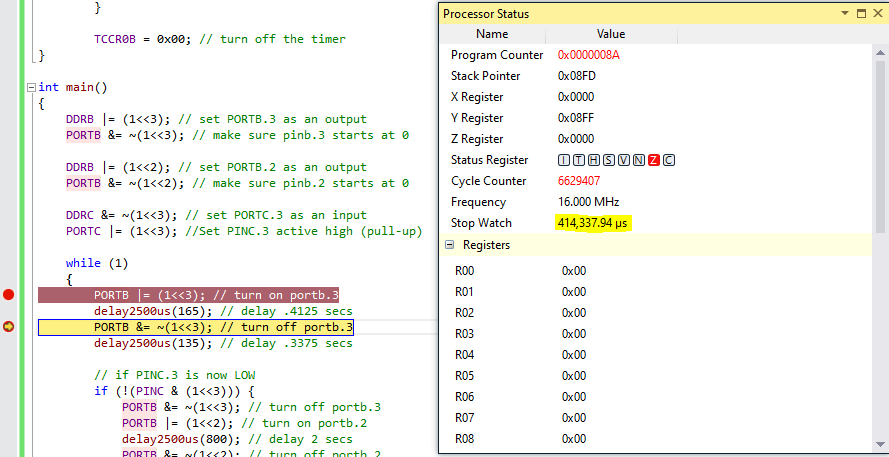 }
TCCR0B = 0x00; // turn off the timer
}
int main()
{
DDRB |= (1<<3); // set PORTB.3 as an output
PORTB &= ~(1<<3); // make sure pinb.3 starts at 0
DDRB |= (1<<2); // set PORTB.2 as an output
PORTB &= ~(1<<2); // make sure pinb.2 starts at 0
DDRC &= ~(1<<3); // set PORTC.3 as an input
PORTC |= (1<<3); //Set PINC.3 active high (pull-up)
while (1)
{
PORTB |= (1<<3); // turn on portb.3
delay2500us(165); // delay .4125 secs
PORTB &= ~(1<<3); // turn off portb.3
delay2500us(135); // delay .3375 secs
// if PINC.3 is now LOW
if (!(PINC & (1<<3))) {
PORTB &= ~(1<<3); // turn off portb.3
PORTB |= (1<<2); // turn on portb.2
delay2500us(800); // delay 2 secs
PORTB &= ~(1<<2); // turn off portb.2
Processor Status
Name Value
Program Counter 0x0000008A
Stack Pointer 0x08FD
X Register 0x0000
Y Register 0x08FF
Z Register 0x0000
Status Register I T H S V N Z C
Cycle Counter 6629407
Frequency 16.000 MHz
Stop Watch 414,337.94 µs
Registers
R00 0x00
R01 0x00
R02 0x00
R03 0x00
R04 0x00
R05 0x00
R06 0x00
R07 0x00
R08 0x00